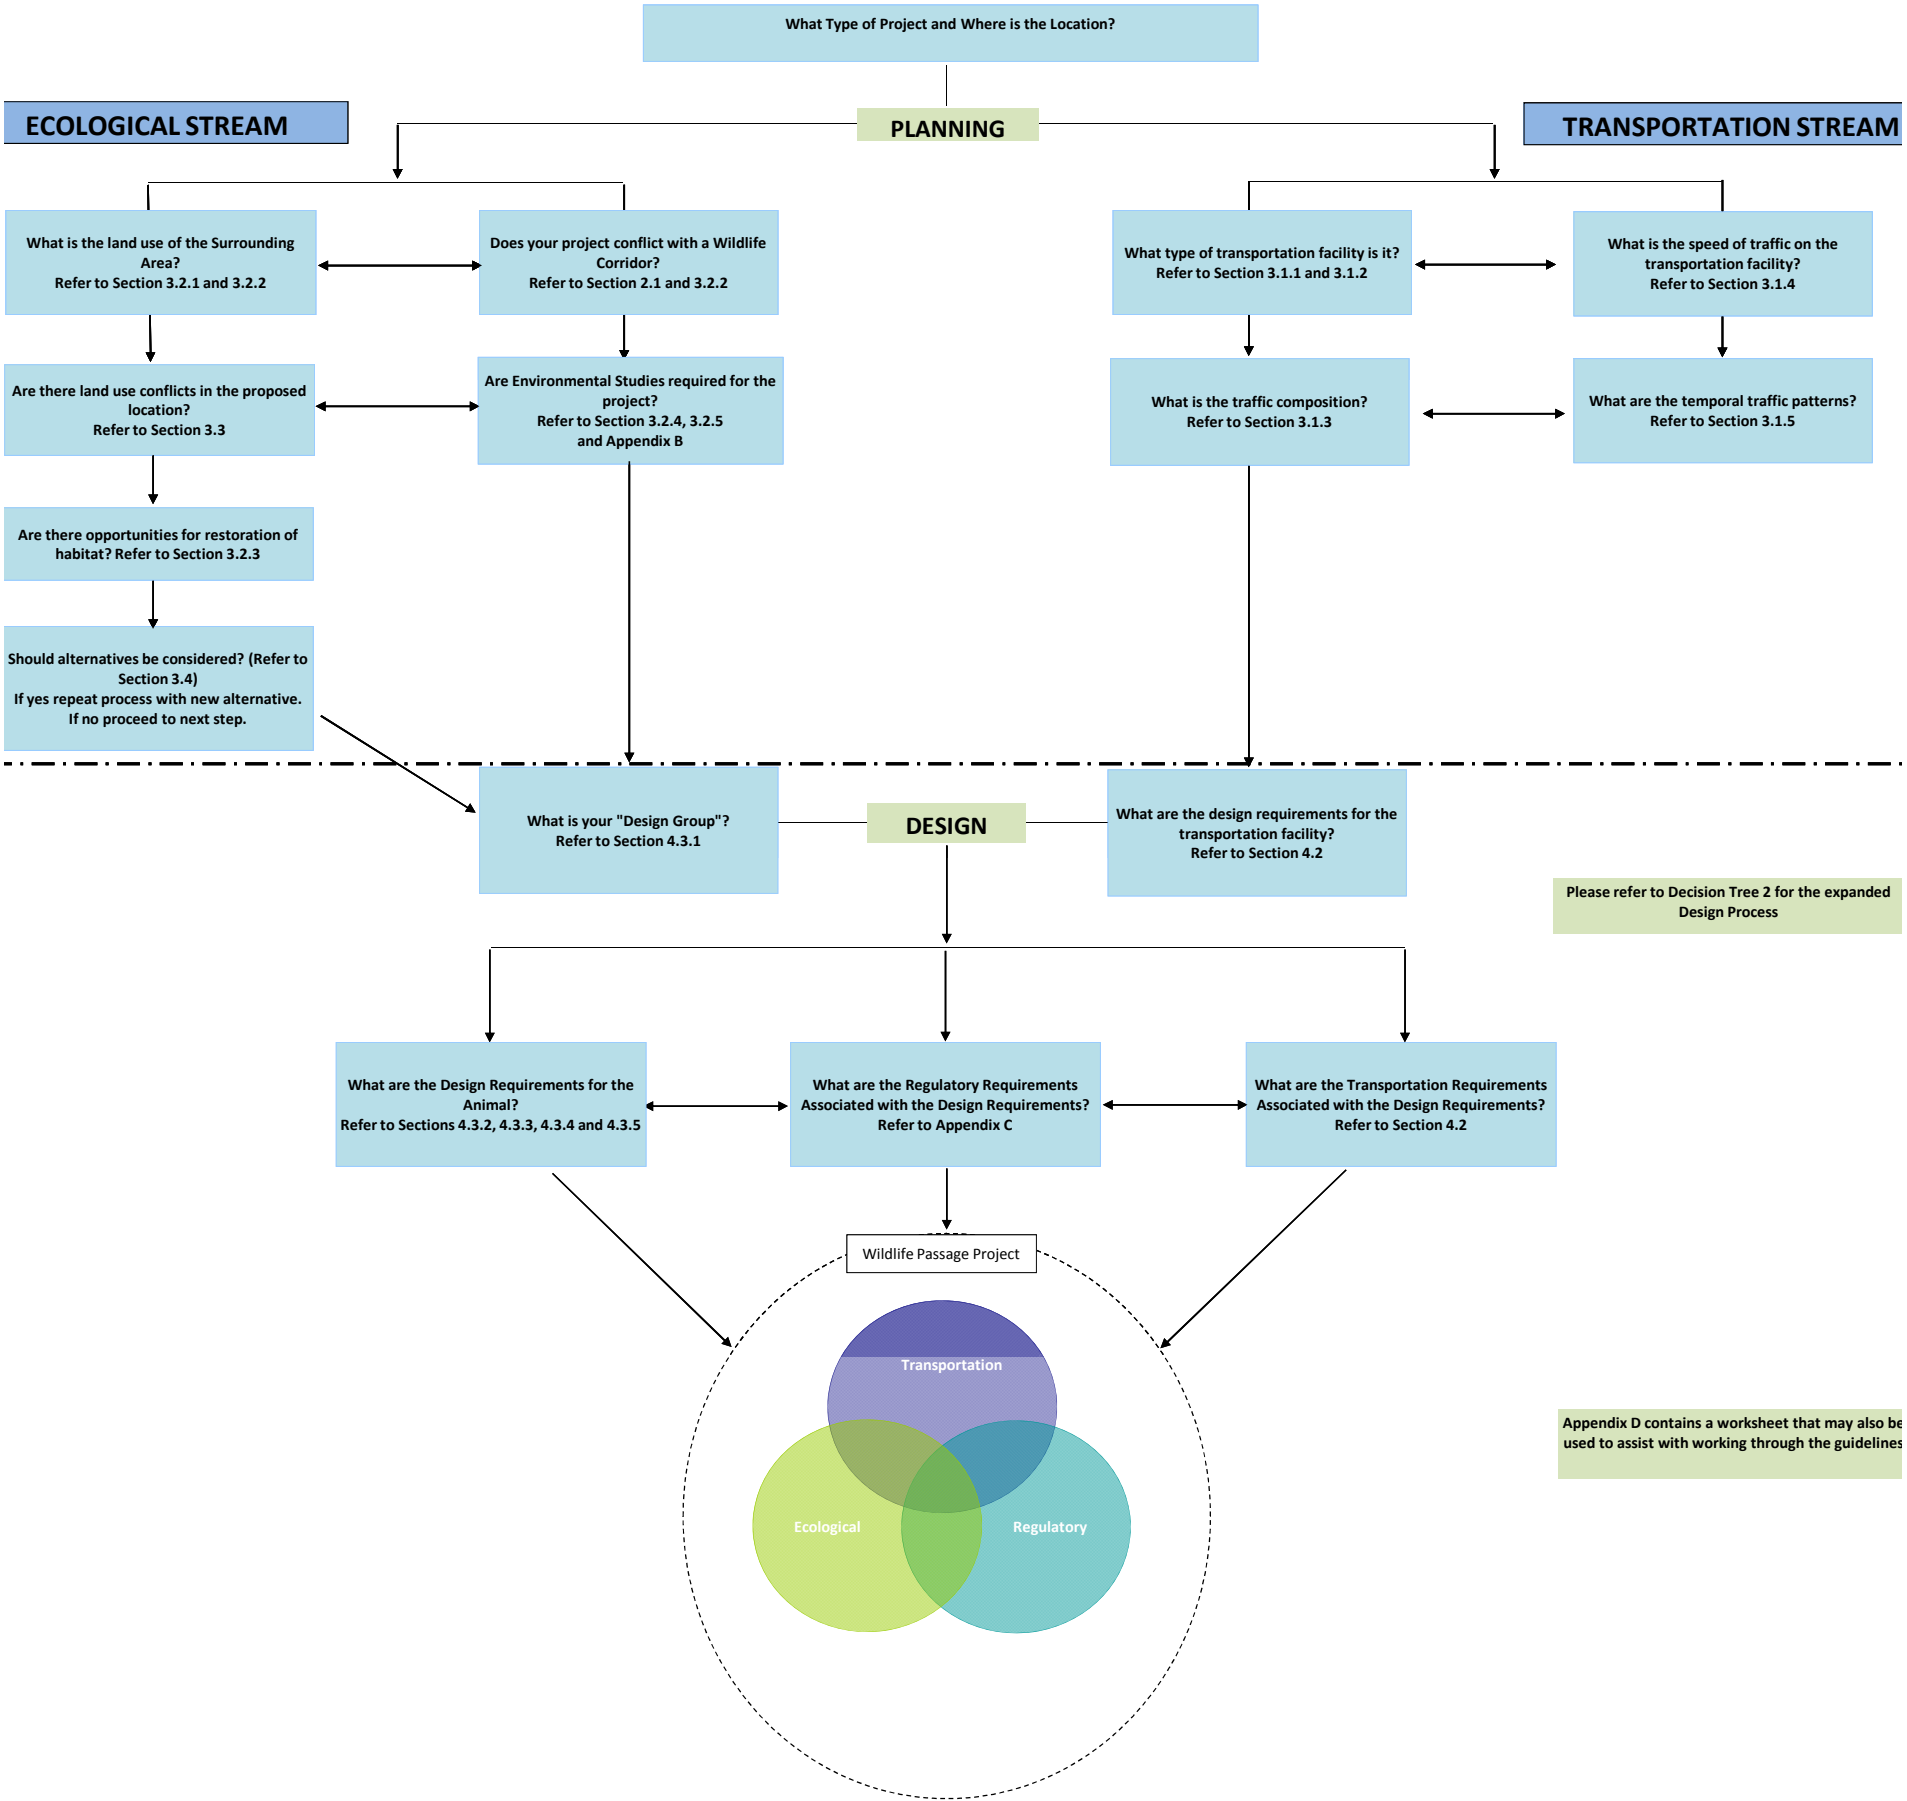 What Type of Project and Where is the Location?
ECOLOGICAL STREAM
PLANNING
TRANSPORTATION STREAM
What is the land use of the Surrounding
Area?
Refer to Section 3.2.1 and 3.2.2
Does your project conflict with a Wildlife
Corridor?
Refer to Section 2.1 and 3.2.2
What type of transportation facility is it?
Refer to Section 3.1.1 and 3.1.2
What is the speed of traffic on the
transportation facility?
Refer to Section 3.1.4
Are there land use conflicts in the proposed
location?
Refer to Section 3.3
Are Environmental Studies required for the
project?
Refer to Section 3.2.4, 3.2.5
and Appendix B
What is the traffic composition?
Refer to Section 3.1.3
What are the temporal traffic patterns?
Refer to Section 3.1.5
Are there opportunities for restoration of
habitat? Refer to Section 3.2.3
Should alternatives be considered? (Refer to
Section 3.4)
If yes repeat process with new alternative.
If no proceed to next step.
What is your "Design Group"?
Refer to Section 4.3.1
DESIGN
What are the design requirements for the
transportation facility?
Refer to Section 4.2
Please refer to Decision Tree 2 for the expanded
Design Process
What are the Design Requirements for the
Animal?
Refer to Sections 4.3.2, 4.3.3, 4.3.4 and 4.3.5
What are the Regulatory Requirements
Associated with the Design Requirements?
Refer to Appendix C
What are the Transportation Requirements
Associated with the Design Requirements?
Refer to Section 4.2
Wildlife Passage Project
Transportation
Ecological
Regulatory
Appendix D contains a worksheet that may also be
used to assist with working through the guidelines